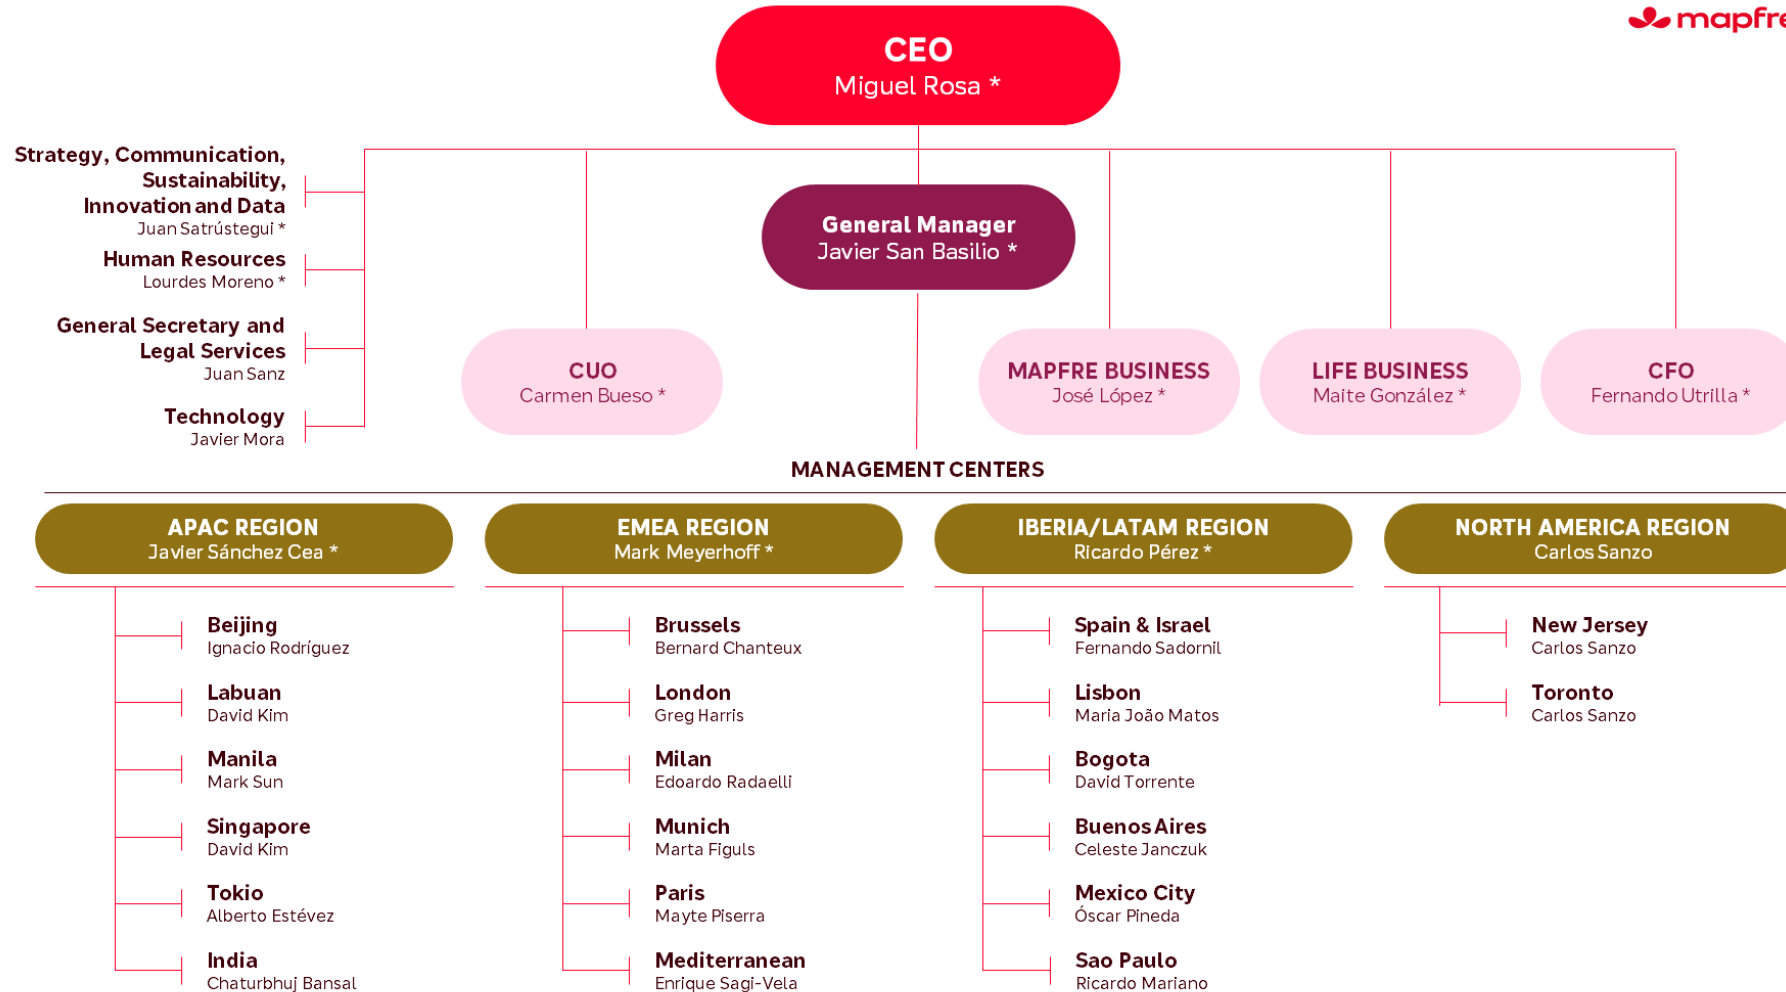 mapfre
CEO
Miguel Rosa *
Strategy, Communication,
Sustainability,
Innovation and Data
Juan Satrústegui *
Human Resources
Lourdes Moreno *
General Secretary and
Legal Services
Juan Sanz
Technology
Javier Mora
General Manager
Javier San Basilio *
CUO
Carmen Bueso *
MAPFRE BUSINESS
José López *
LIFE BUSINESS
Maite González *
CFO
Fernando Utrilla *
MANAGEMENT CENTERS
APAC REGION
Javier Sánchez Cea *
Beijing
Ignacio Rodríguez
Labuan
David Kim
Manila
Mark Sun
Singapore
David Kim
Tokio
Alberto Estévez
India
Chaturbhuj Bansal
EMEA REGION
Mark Meyerhoff *
Brussels
Bernard Chanteux
London
Greg Harris
Milan
Edoardo Radaelli
Munich
Marta Figuls
Paris
Mayte Piserra
Mediterranean
Enrique Sagi-Vela
IBERIA/LATAM REGION
Ricardo Pérez *
Spain & Israel
Fernando Sadornil
Lisbon
Maria João Matos
Bogota
David Torrente
Buenos Aires
Celeste Janczuk
Mexico City
Óscar Pineda
Sao Paulo
Ricardo Mariano
NORTH AMERICA REGION
Carlos Sanzo
New Jersey
Carlos Sanzo
Toronto
Carlos Sanzo